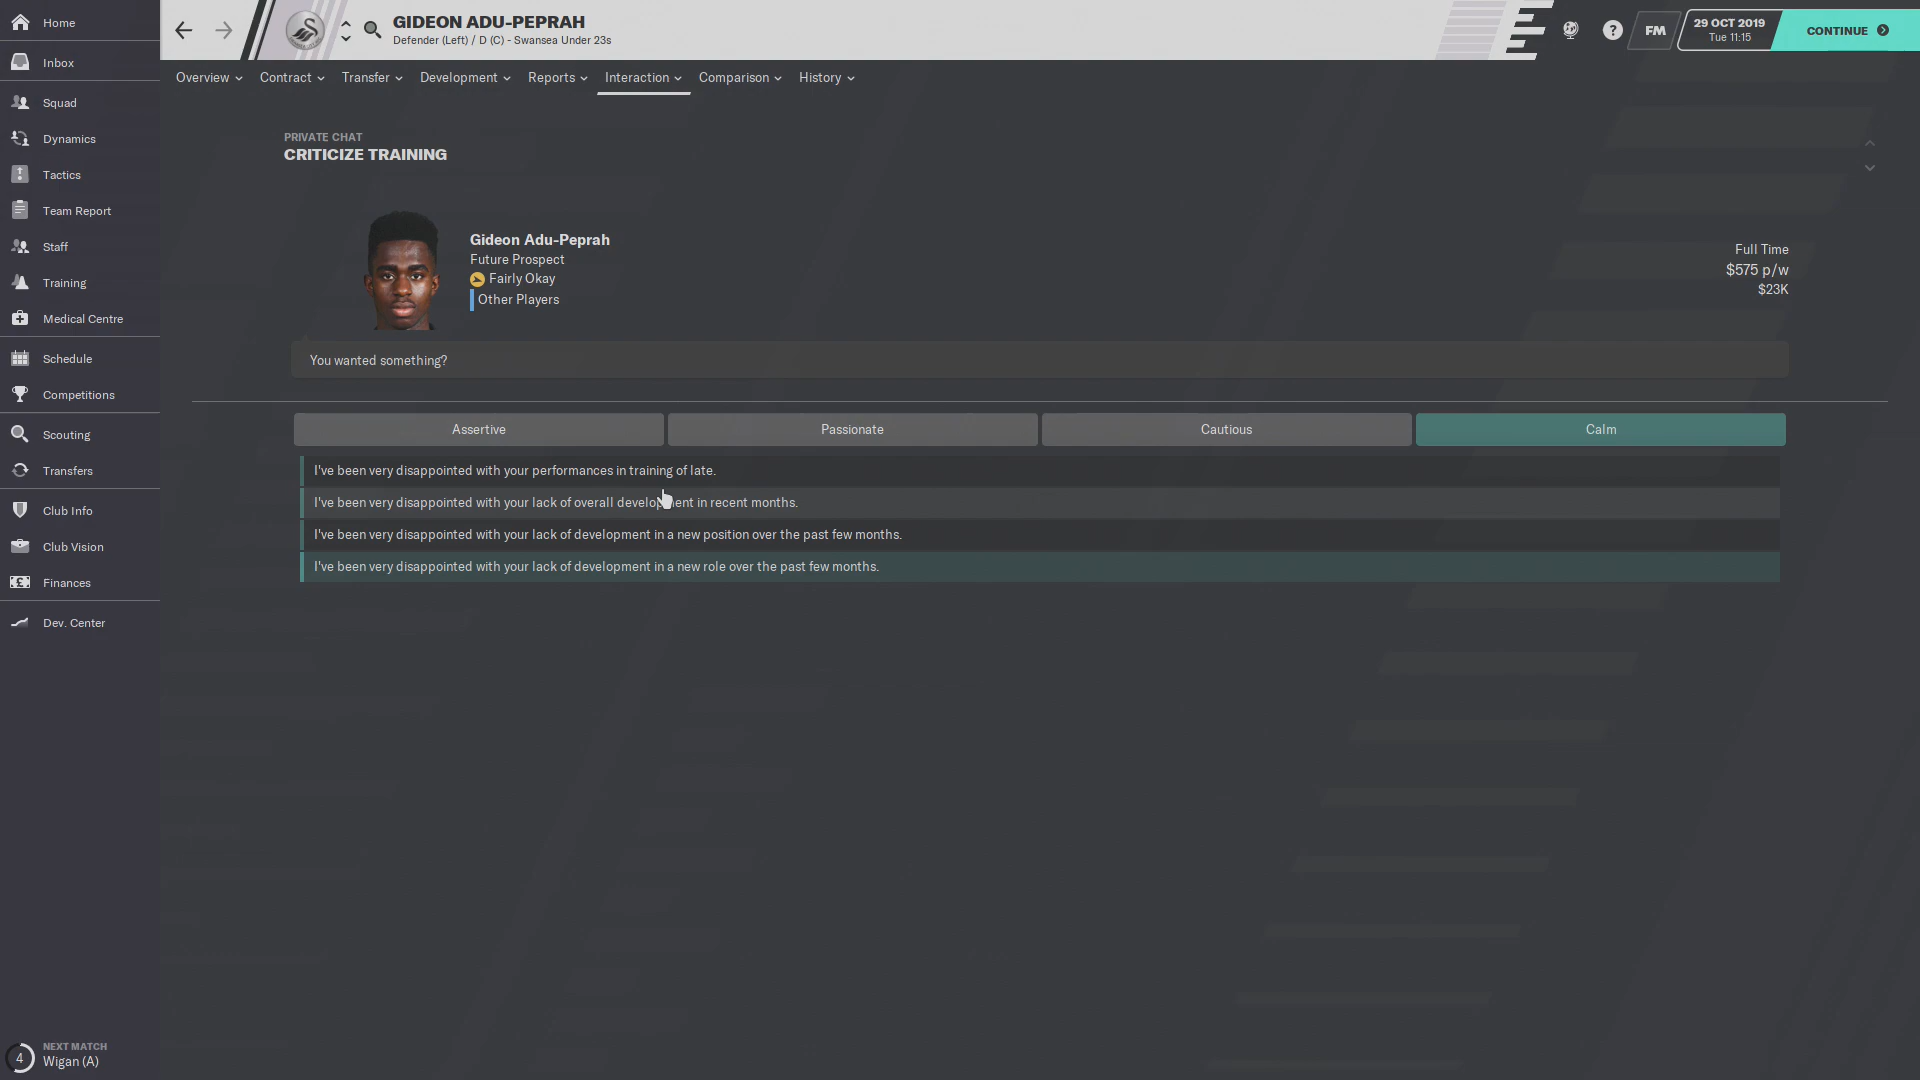 Home
Inbox
Squad
Dynamics
Tactics
Team Report
Staff
Training
Medical Centre
Schedule
Competitions
Scouting
Transfers
Club Info
Club Vision
Finances
Dev. Center
4
NEXT MATCH
Wigan (A)
GIDEON ADU-PEPRAH
Defender (Left) / D (C) - Swansea Under 23s
?
FM
29 OCT 2019
Tue 11:15
CONTINUE
Overview
Contract
Transfer
Development
Reports
Interaction
Comparison
History
PRIVATE CHAT
CRITICIZE TRAINING
Gideon Adu-Peprah
Future Prospect
Fairly Okay
Other Players
Full Time
$575 p/w
$23K
You wanted something?
Assertive
Passionate
Cautious
Calm
I've been very disappointed with your performances in training of late.
I've been very disappointed with your lack of overall development in recent months.
I've been very disappointed with your lack of development in a new position over the past few months.
I've been very disappointed with your lack of development in a new role over the past few months.